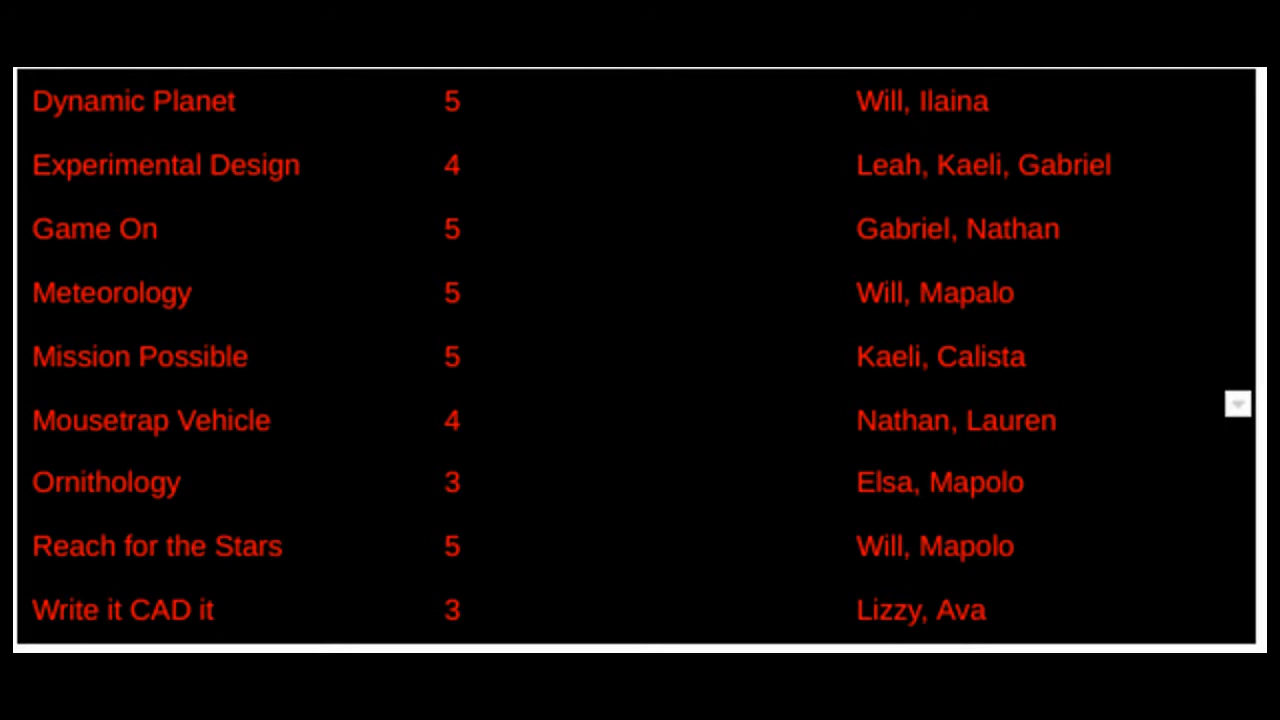 Dynamic Planet 5 Will, Ilaina
Experimental Design 4 Leah, Kaeli, Gabriel
Game On 5 Gabriel, Nathan
Meteorology 5 Will, Mapalo
Mission Possible 5 Kaeli, Calista
Mousetrap Vehicle 4 Nathan, Lauren
Ornithology 3 Elsa, Mapolo
Reach for the Stars 5 Will, Mapolo
Write it CAD it 3 Lizzy, Ava